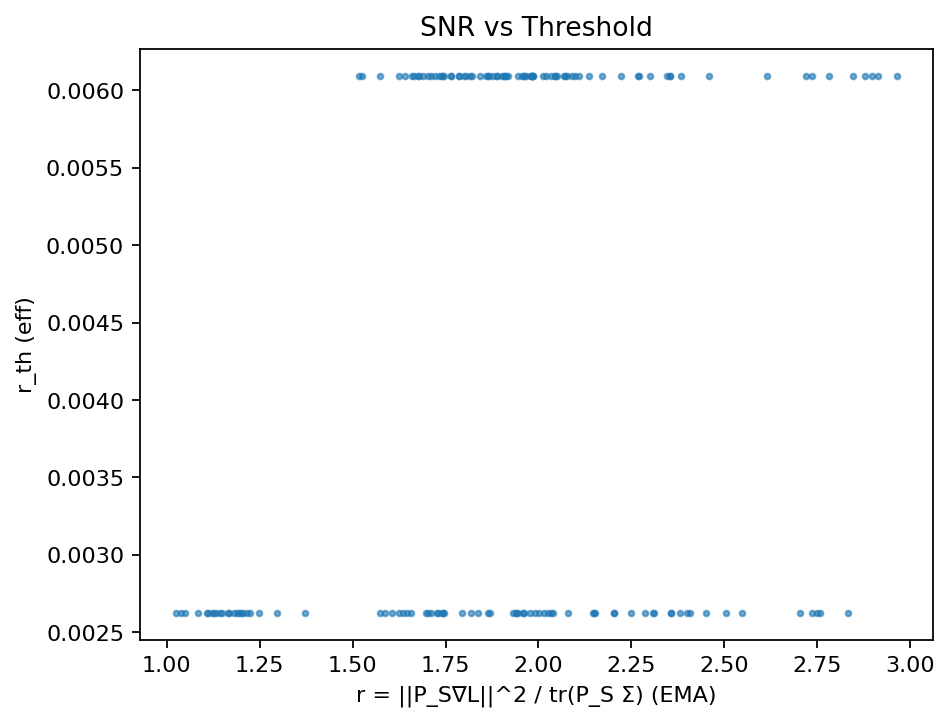 SNR vs Threshold
0.0060
0.0055
0.0050
0.0045
0.0040
0.0035
0.0030
0.0025
r_th (eff)
1.00 1.25 1.50 1.75 2.00 2.25 2.50 2.75 3.00
r = ||P_S∇L||^2 / tr(P_S Σ) (EMA)